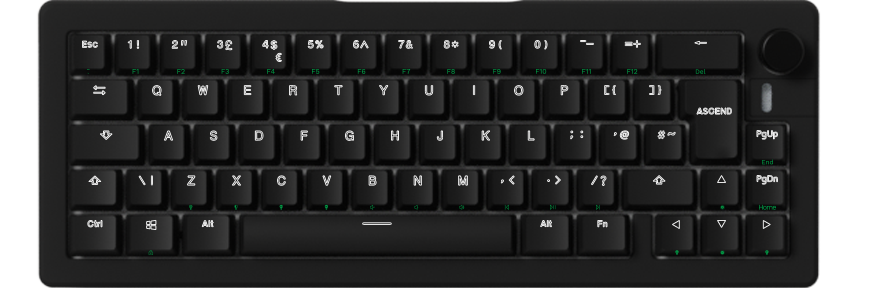 Esc 1! 2" 3£ 4$ € 5% 6^ 7& 8* 9( 0) -_ =+
F1 F2 F3 F4 F5 F6 F7 F8 F9 F10 F11 F12 Del
Q W E R T Y U I O P [{ ]} ASCEND
A S D F G H J K L ;: '@ #~ PgUp
End
\| Z X C V B N M ,< .> /? PgDn
Home
Ctrl Alt Alt Fn